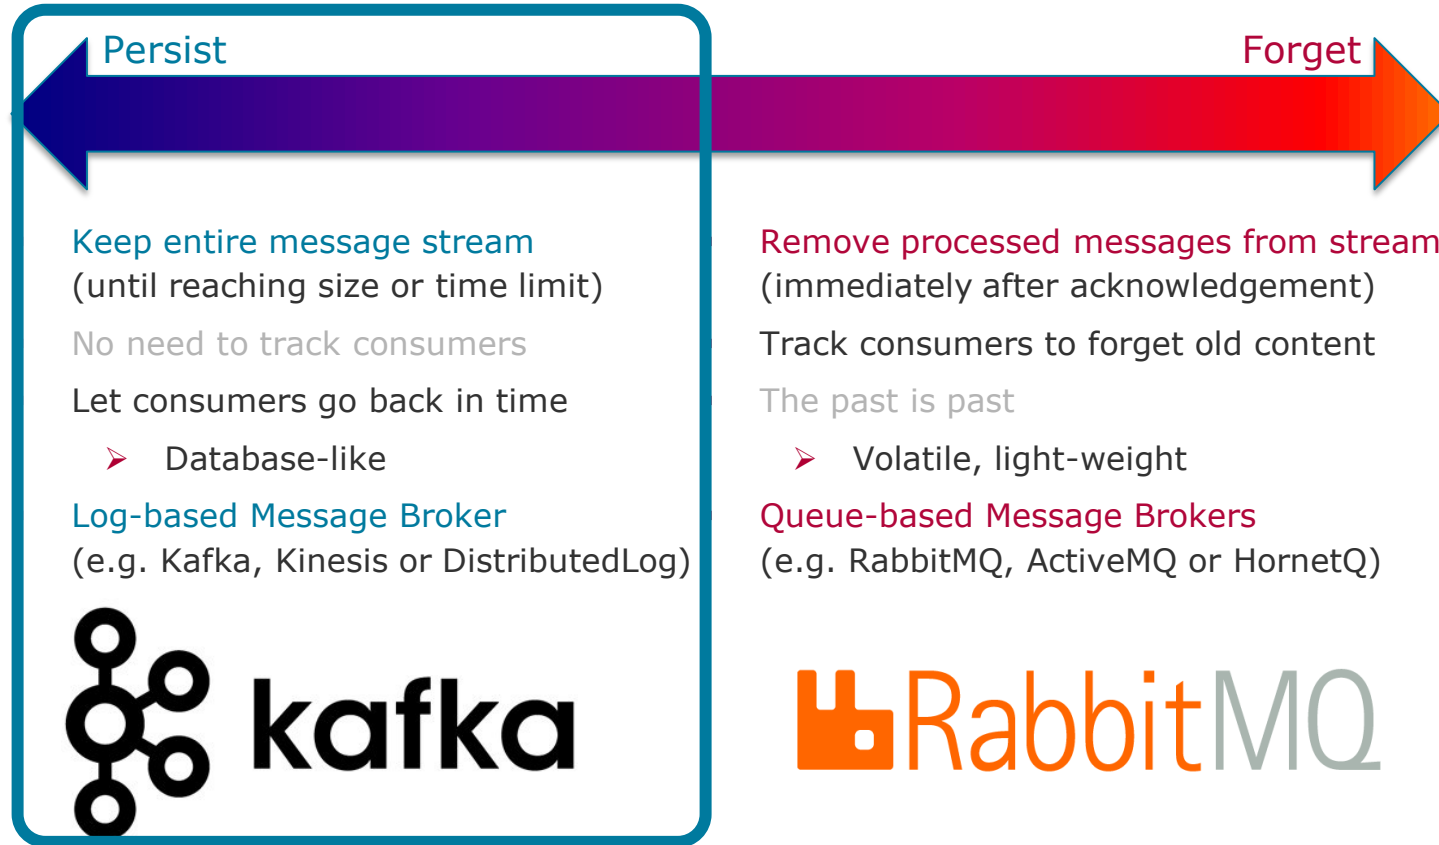 Persist
Forget
Keep entire message stream
(until reaching size or time limit)
No need to track consumers
Let consumers go back in time
Database-like
Log-based Message Broker
(e.g. Kafka, Kinesis or DistributedLog)
kafka
Remove processed messages from stream
(immediately after acknowledgement)
Track consumers to forget old content
The past is past
Volatile, light-weight
Queue-based Message Brokers
(e.g. RabbitMQ, ActiveMQ or HornetQ)
RabbitMQ